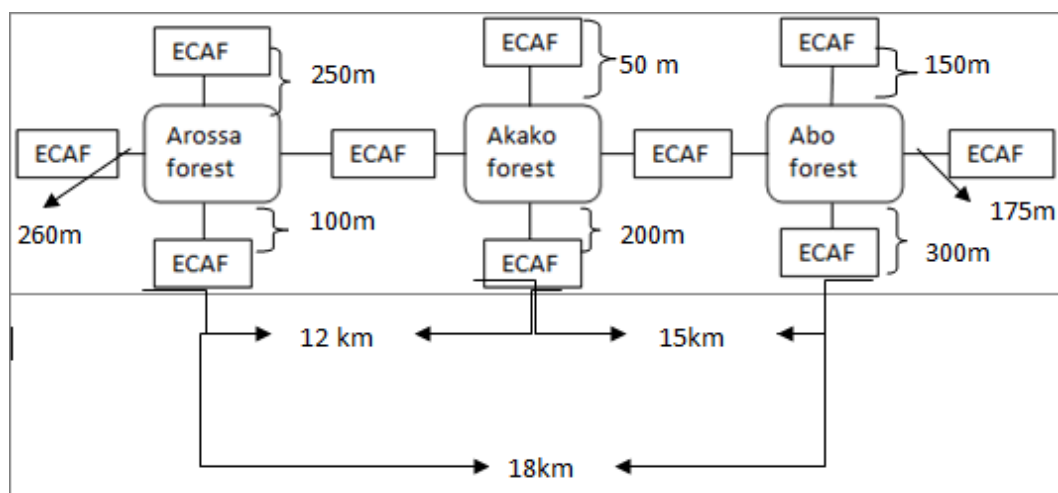 ECAF
ECAF
ECAF
250m
50 m
150m
ECAF
Arossa
forest
ECAF
Akako
forest
ECAF
Abo
forest
ECAF
260m
100m
200m
175m
ECAF
ECAF
ECAF
300m
12 km
15km
18km